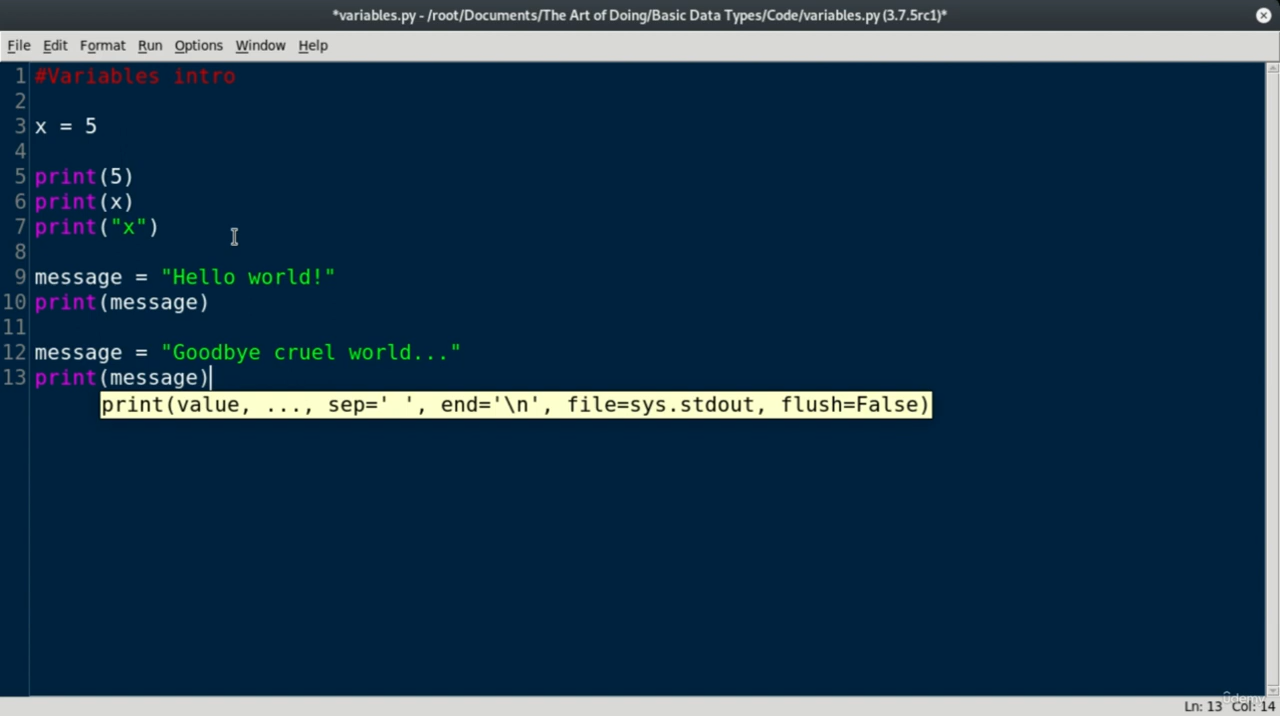 *variables.py - /root/Documents/The Art of Doing/Basic Data Types/Code/variables.py (3.7.5rc1)*
File Edit Format Run Options Window Help
1 #Variables intro
2
3 x = 5
4
5 print(5)
6 print(x)
7 print("x")
8
9 message = "Hello world!"
10 print(message)
11
12 message = "Goodbye cruel world..."
13 print(message)
print(value, ..., sep=' ', end='\n', file=sys.stdout, flush=False)
ûdemy
Ln: 13 Col: 14